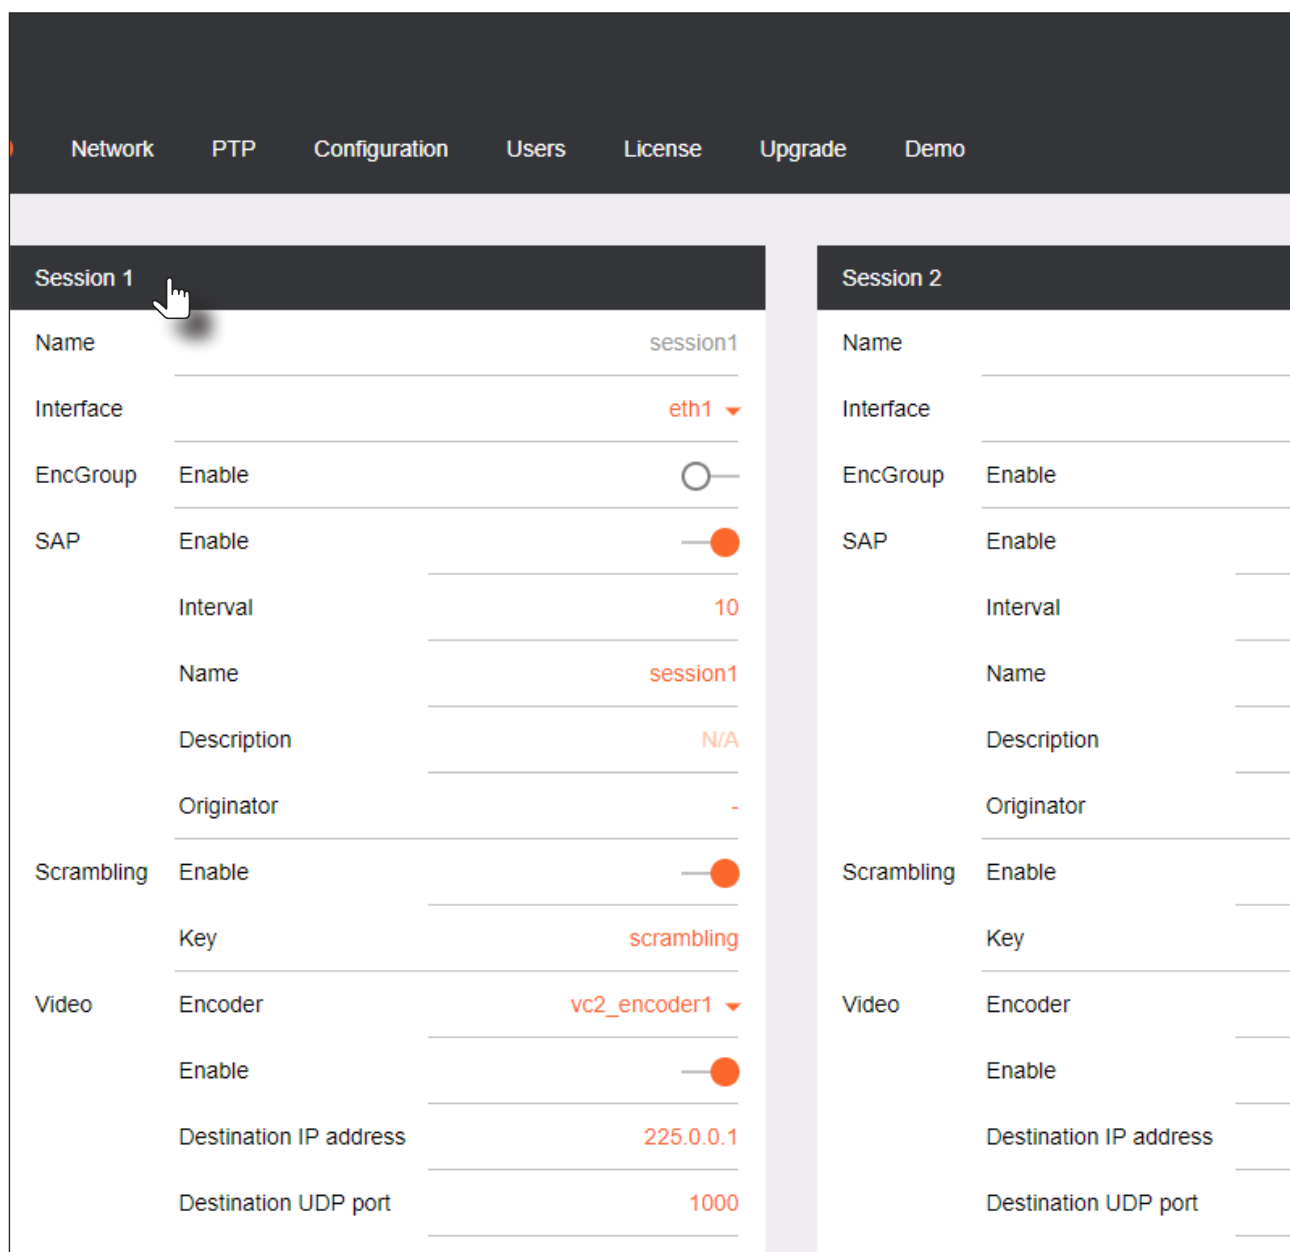 Network PTP Configuration Users License Upgrade Demo
Session 1
Name session1
Interface eth1
EncGroup Enable
SAP Enable
Interval 10
Name session1
Description N/A
Originator -
Scrambling Enable
Key scrambling
Video Encoder vc2_encoder1
Enable
Destination IP address 225.0.0.1
Destination UDP port 1000
Session 2
Name
Interface
EncGroup Enable
SAP Enable
Interval
Name
Description
Originator
Scrambling Enable
Key
Video Encoder
Enable
Destination IP address
Destination UDP port